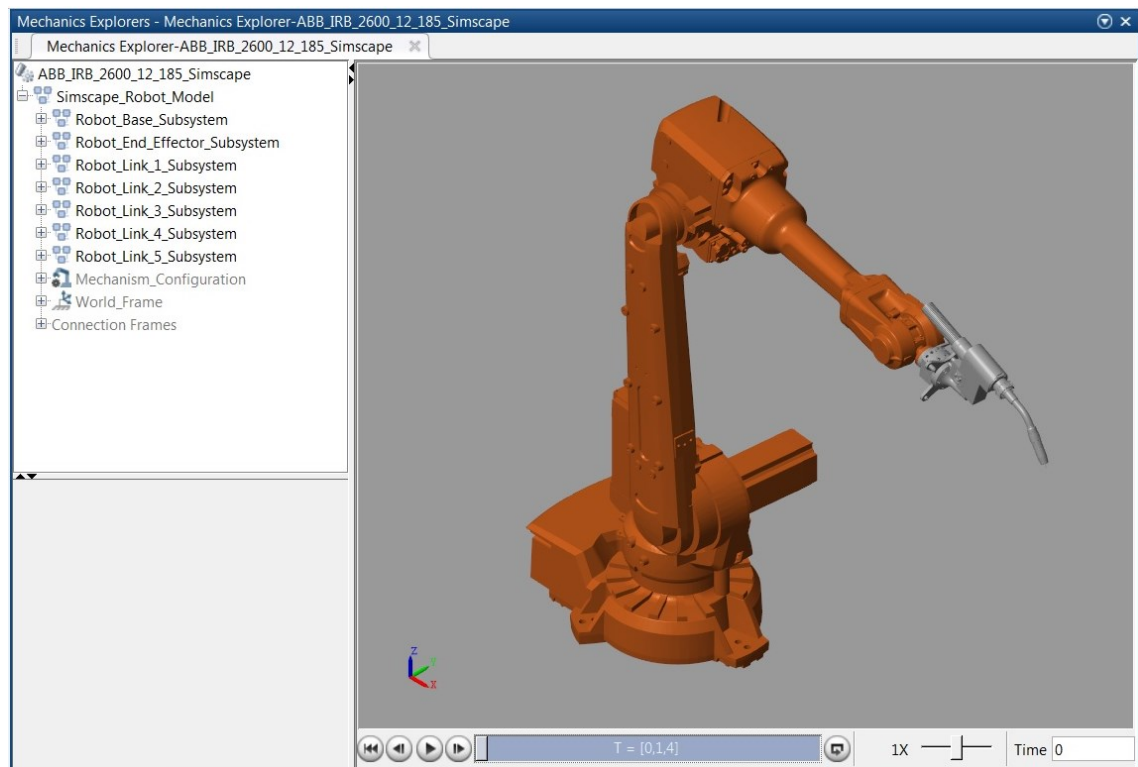 Mechanics Explorers - Mechanics Explorer-ABB_IRB_2600_12_185_Simscape
Mechanics Explorer-ABB_IRB_2600_12_185_Simscape
ABB_IRB_2600_12_185_Simscape
Simscape_Robot_Model
Robot_Base_Subsystem
Robot_End_Effector_Subsystem
Robot_Link_1_Subsystem
Robot_Link_2_Subsystem
Robot_Link_3_Subsystem
Robot_Link_4_Subsystem
Robot_Link_5_Subsystem
Mechanism_Configuration
World_Frame
Connection Frames
Z
Y
X
T = [0,1,4]
1X
Time 0